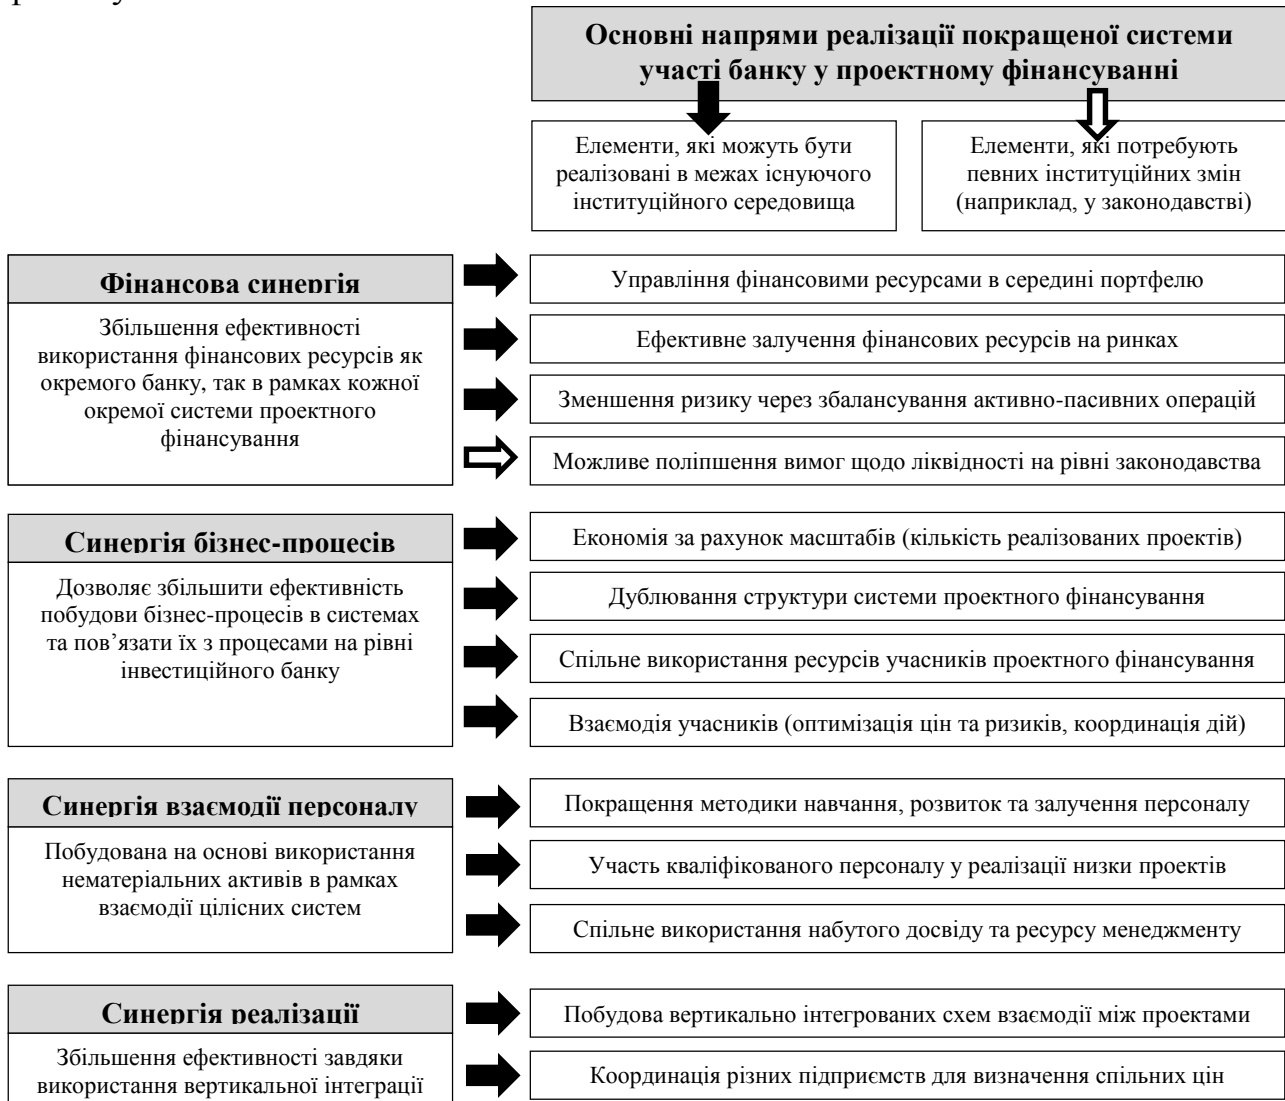 Основні напрями реалізації покращеної системи
участі банку у проектному фінансуванні
Елементи, які можуть бути
реалізовані в межах існуючого
інституційного середовища
Елементи, які потребують
певних інституційних змін
(наприклад, у законодавстві)
Фінансова синергія
Збільшення ефективності
використання фінансових ресурсів як
окремого банку, так в рамках кожної
окремої системи проектного
фінансування
Управління фінансовими ресурсами в середині портфелю
Ефективне залучення фінансових ресурсів на ринках
Зменшення ризику через збалансування активно-пасивних операцій
Можливе поліпшення вимог щодо ліквідності на рівні законодавства
Синергія бізнес-процесів
Дозволяє збільшити ефективність
побудови бізнес-процесів в системах
та пов’язати їх з процесами на рівні
інвестиційного банку
Економія за рахунок масштабів (кількість реалізованих проектів)
Дублювання структури системи проектного фінансування
Спільне використання ресурсів учасників проектного фінансування
Взаємодія учасників (оптимізація цін та ризиків, координація дій)
Синергія взаємодії персоналу
Побудована на основі використання
нематеріальних активів в рамках
взаємодії цілісних систем
Покращення методики навчання, розвиток та залучення персоналу
Участь кваліфікованого персоналу у реалізації низки проектів
Спільне використання набутого досвіду та ресурсу менеджменту
Синергія реалізації
Збільшення ефективності завдяки
використання вертикальної інтеграції
Побудова вертикально інтегрованих схем взаємодії між проектами
Координація різних підприємств для визначення спільних цін